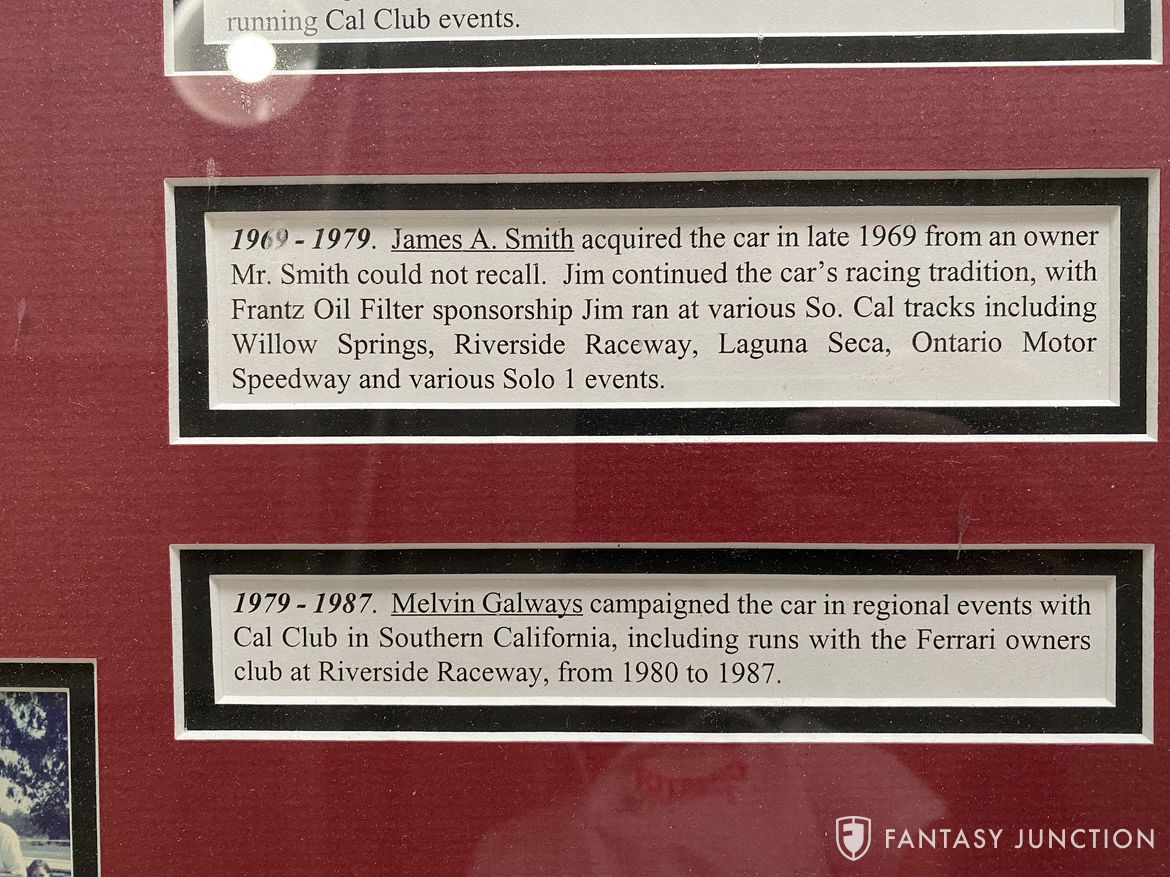 running Cal Club events.
1969 - 1979. James A. Smith acquired the car in late 1969 from an owner
Mr. Smith could not recall. Jim continued the car's racing tradition, with
Frantz Oil Filter sponsorship Jim ran at various So. Cal tracks including
Willow Springs, Riverside Raceway, Laguna Seca, Ontario Motor
Speedway and various Solo 1 events.
1979 - 1987. Melvin Galways campaigned the car in regional events with
Cal Club in Southern California, including runs with the Ferrari owners
club at Riverside Raceway, from 1980 to 1987.
FANTASY JUNCTION